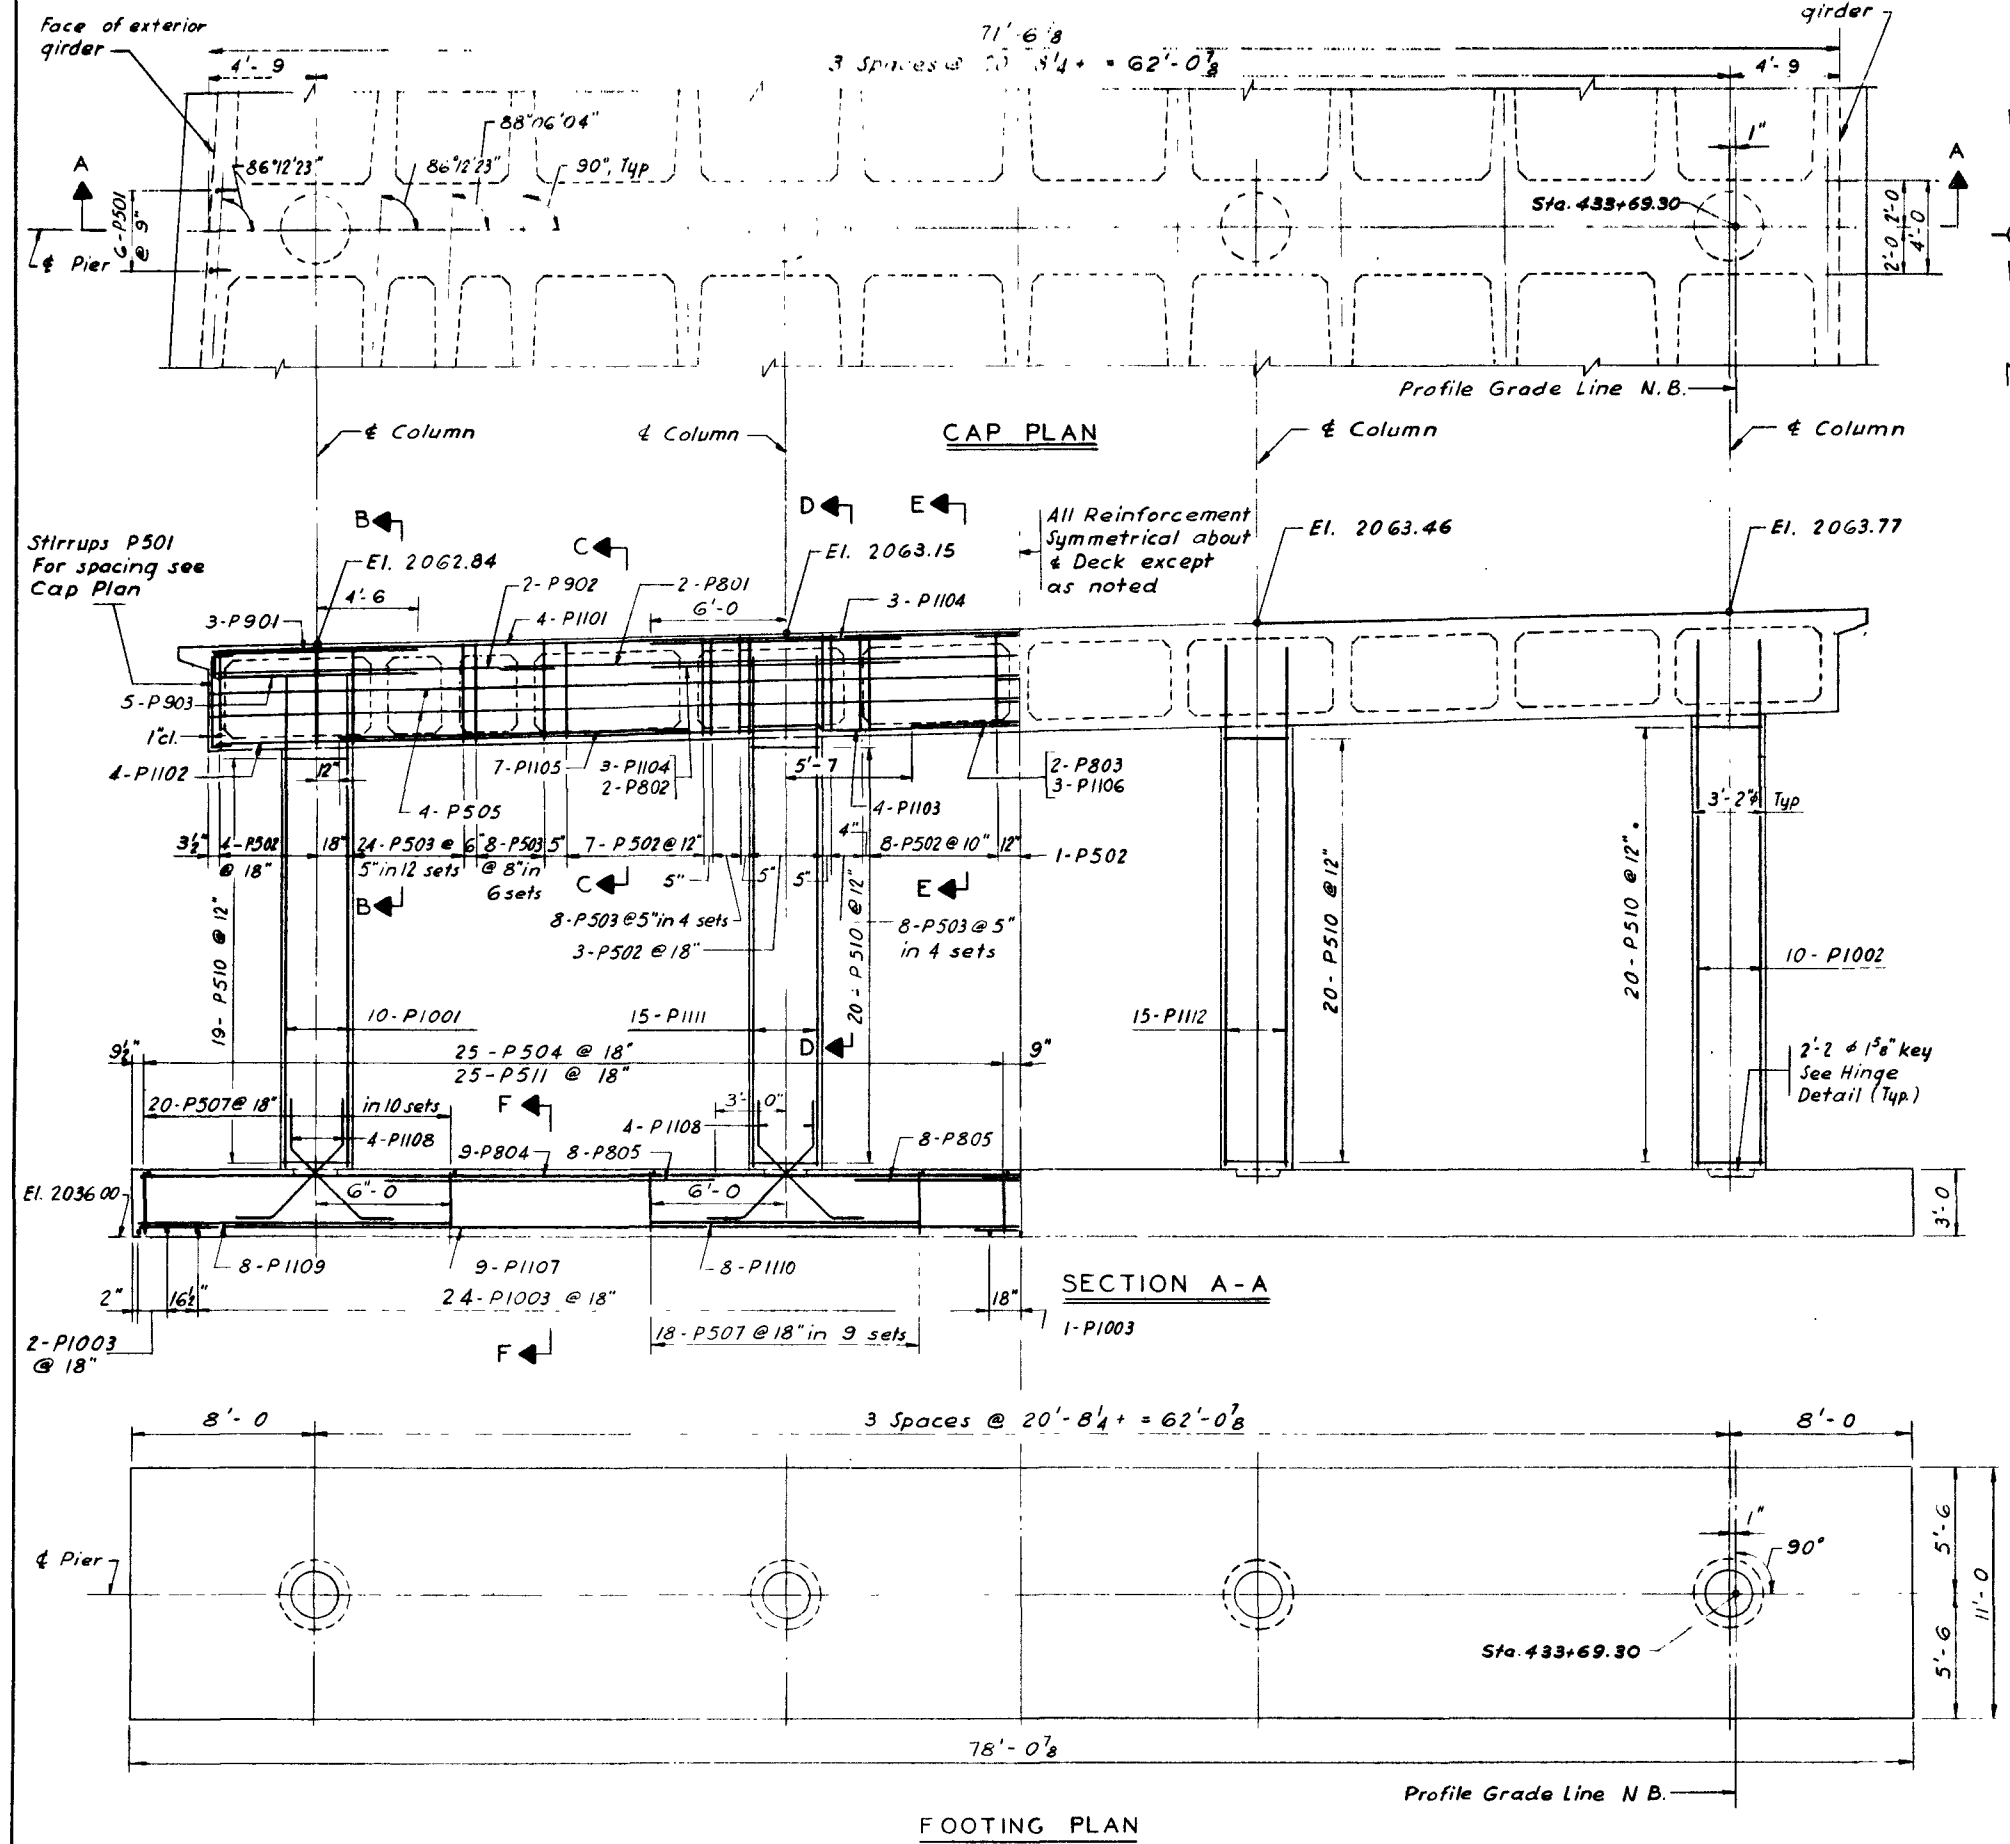 Face of exterior
girder
girder
71'-6 1/8
3 Spaces @ 20 8 1/4 + = 62'-0 7/8
4'-9
4'-9
88°06'04"
86°12'23"
86°12'23"
90°, Typ
1"
A
A
6-P501
@ 9"
Sta. 433+69.30
2'-0
2'-0
4'-0
¢ Pier
Profile Grade Line N.B.
¢ Column
¢ Column
CAP PLAN
¢ Column
¢ Column
B
C
D
E
All Reinforcement
Symmetrical about
¢ Deck except
as noted
Stirrups P501
For spacing see
Cap Plan
El. 2062.84
El. 2063.15
El. 2063.46
El. 2063.77
4'-6
2-P902
2-P801
6'-0
3-P901
4-P1101
3-P1104
5-P903
1"cl.
4-P1102
12"
7-P1105
3-P1104
2-P802
5'-7
2-P803
3-P1106
4-P505
4-P1103
3'-2"ϕ Typ
3 1/2"
4-P502
@ 18"
18"
24-P503 @
5" in 12 sets
6"
8-P503
@ 8" in
6 sets
5"
7-P502 @ 12"
4"
8-P502 @ 10"
12"
1-P502
5"
5"
5"
B
C
E
8-P503 @ 5" in 4 sets
3-P502 @ 18"
8-P503 @ 5"
in 4 sets
19-P510 @ 12"
20-P510 @ 12"
20-P510 @ 12"
20-P510 @ 12"
10-P1002
10-P1001
15-P1111
15-P1112
D
9 1/2"
25-P504 @ 18"
25-P511 @ 18"
9"
2'-2 ϕ 1 5/8" key
See Hinge
Detail (Typ.)
20-P507 @ 18"
in 10 sets
F
3'-0"
4-P1108
4-P1108
9-P804
8-P805
8-P805
El. 2036 00
6"-0
6'-0
3'-0
8-P1109
9-P1107
8-P1110
SECTION A-A
2"
16 1/2"
24-P1003 @ 18"
18"
1-P1003
2-P1003
@ 18"
18-P507 @ 18" in 9 sets
F
8'-0
3 Spaces @ 20'-8 1/4 + = 62'-0 7/8
8'-0
1"
90°
¢ Pier
5'-6
5'-6
11'-0
Sta. 433+69.30
78'-0 7/8
Profile Grade Line N B.
FOOTING PLAN